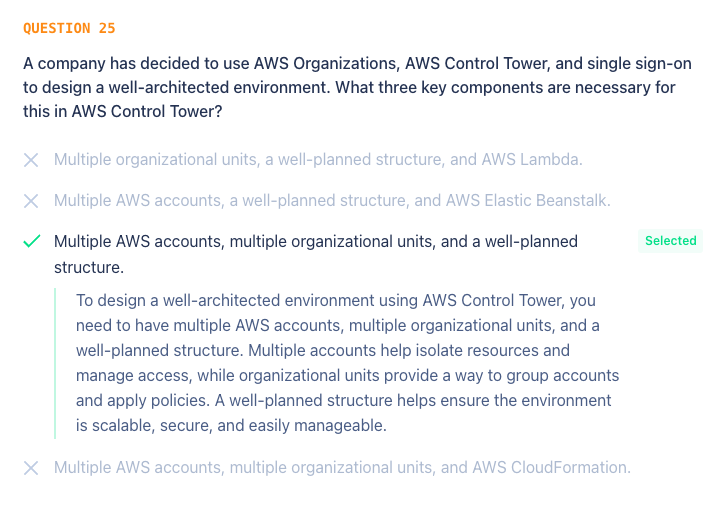 QUESTION 25
A company has decided to use AWS Organizations, AWS Control Tower, and single sign-on
to design a well-architected environment. What three key components are necessary for
this in AWS Control Tower?
Multiple organizational units, a well-planned structure, and AWS Lambda.
Multiple AWS accounts, a well-planned structure, and AWS Elastic Beanstalk.
Multiple AWS accounts, multiple organizational units, and a well-planned
structure.
Selected
To design a well-architected environment using AWS Control Tower, you
need to have multiple AWS accounts, multiple organizational units, and a
well-planned structure. Multiple accounts help isolate resources and
manage access, while organizational units provide a way to group accounts
and apply policies. A well-planned structure helps ensure the environment
is scalable, secure, and easily manageable.
Multiple AWS accounts, multiple organizational units, and AWS CloudFormation.